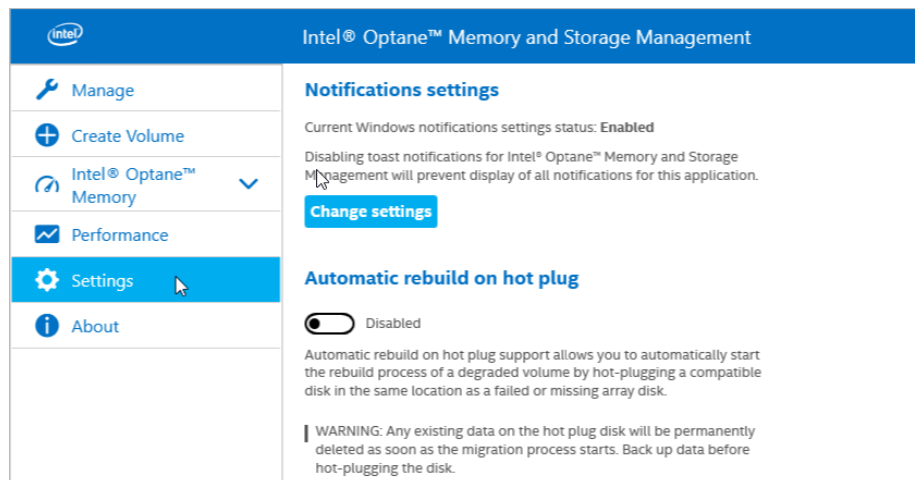 intel
Intel® Optane™ Memory and Storage Management
Manage
Create Volume
Intel® Optane™
Memory
Performance
Settings
About
Notifications settings
Current Windows notifications settings status: Enabled
Disabling toast notifications for Intel® Optane™ Memory and Storage
Management will prevent display of all notifications for this application.
Change settings
Automatic rebuild on hot plug
Disabled
Automatic rebuild on hot plug support allows you to automatically start
the rebuild process of a degraded volume by hot-plugging a compatible
disk in the same location as a failed or missing array disk.
WARNING: Any existing data on the hot plug disk will be permanently
deleted as soon as the migration process starts. Back up data before
hot-plugging the disk.